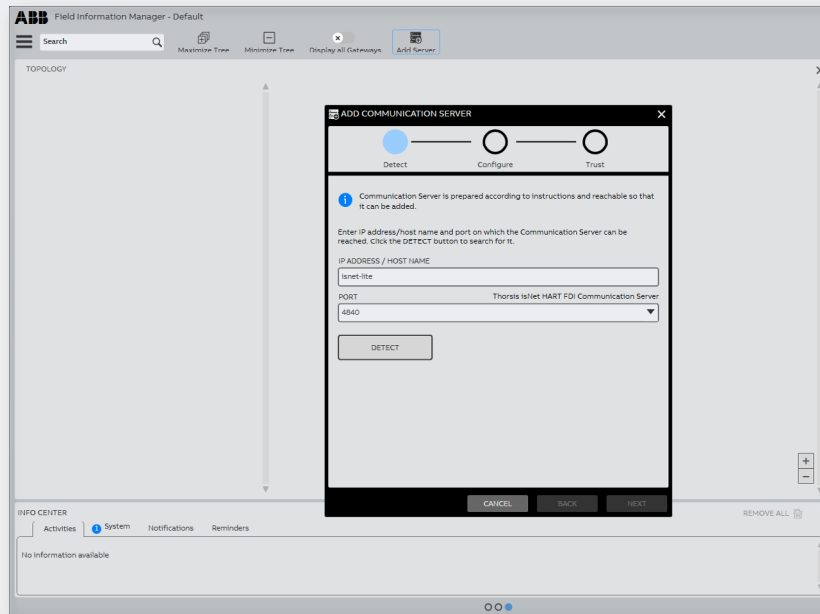 ABB Field Information Manager - Default
Search
Maximize Tree Minimize Tree Display all Gateways Add Server
TOPOLOGY
ADD COMMUNICATION SERVER
Detect Configure Trust
Communication Server is prepared according to instructions and reachable so that
it can be added.
Enter IP address/host name and port on which the Communication Server can be
reached. Click the DETECT button to search for it.
IP ADDRESS / HOST NAME
isnet-lite
PORT Thorsis isNet HART FDI Communication Server
4840
DETECT
CANCEL BACK NEXT
INFO CENTER REMOVE ALL
Activities 1 System Notifications Reminders
No information available